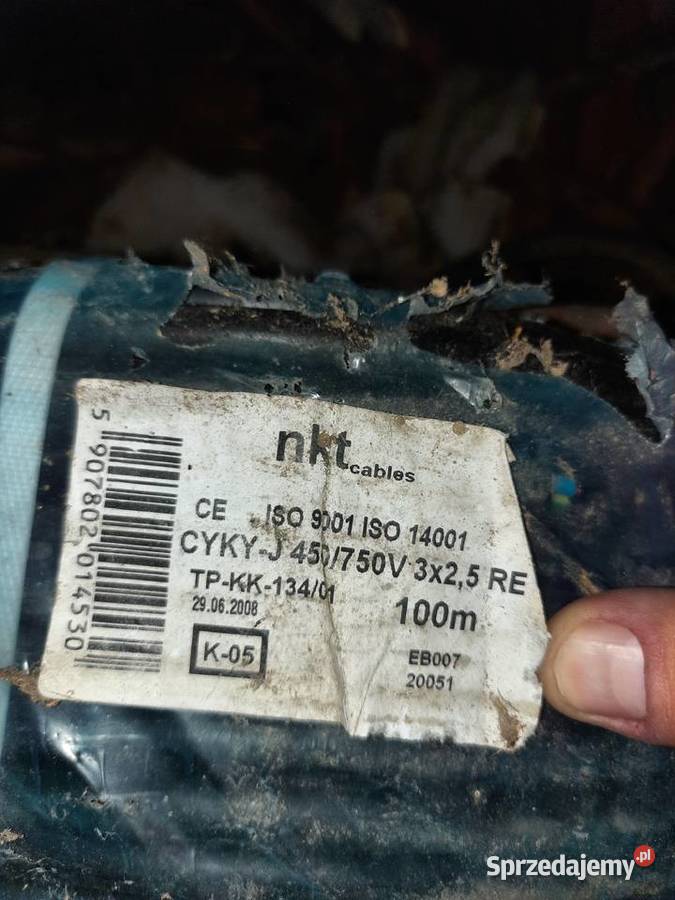 nkt cables
CE ISO 9001 ISO 14001
CYKY-J 450/750V 3x2,5 RE
TP-KK-134/01
29.06.2008
100m
K-05
EB007
20051
5 907802 014530
Sprzedajemy.pl